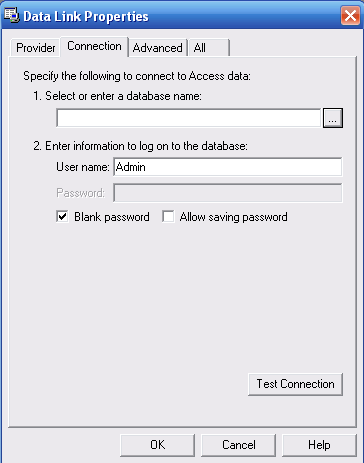 Data Link Properties
Provider Connection Advanced All
Specify the following to connect to Access data:
1. Select or enter a database name:
...
2. Enter information to log on to the database:
User name: Admin
Password:
Blank password Allow saving password
Test Connection
OK Cancel Help